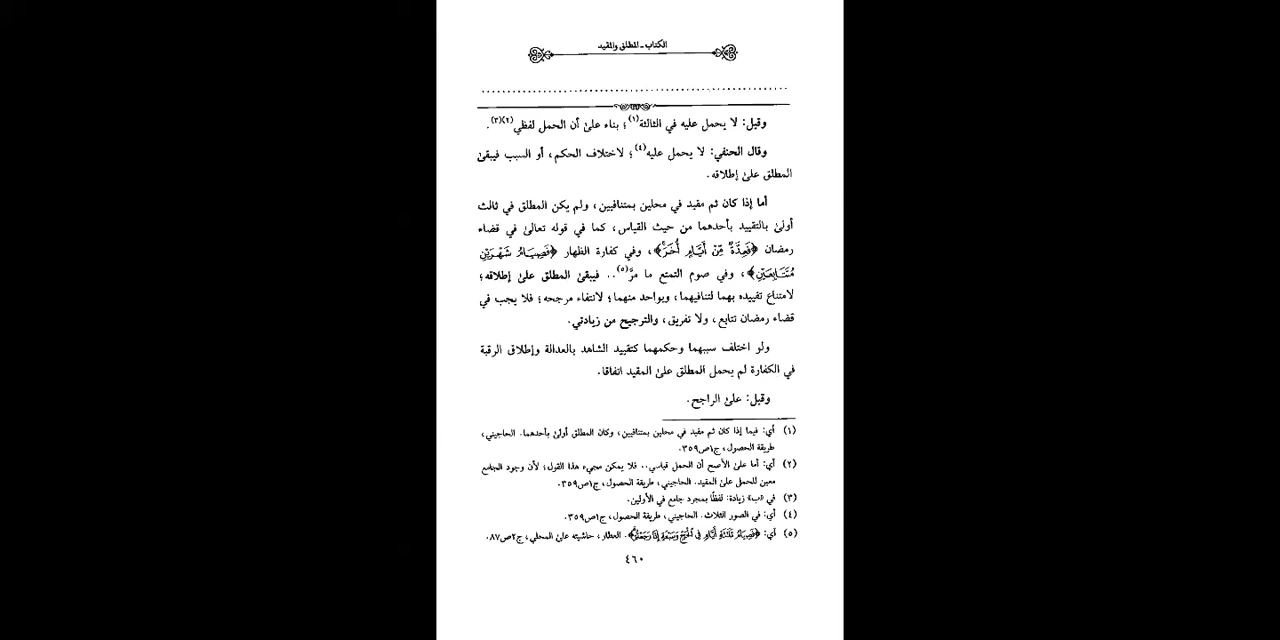 الكتاب - المطلق والمقيد
وقيل: لا يحمل عليه في الثالثة(١)؛ بناء علىٰ أن الحمل لفظي(٢)(٣).
وقال الحنفي: لا يحمل عليه(٤)؛ لاختلاف الحكم، أو السبب فيبقىٰ
المطلق علىٰ إطلاقه.
أما إذا كان ثم مقيد في محلين بمتنافيين، ولم يكن المطلق في ثالث
أولىٰ بالتقييد بأحدهما من حيث القياس، كما في قوله تعالىٰ في قضاء
رمضان ﴿فَعِدَّةٌ مِّنْ أَيَّامٍ أُخَرَ﴾، وفي كفارة الظهار ﴿فَصِيَامُ شَهْرَيْنِ
مُتَتَابِعَيْنِ﴾، وفي صوم التمتع ما مرَّ(٥).. فيبقىٰ المطلق علىٰ إطلاقه؛
لامتناع تقييده بهما لتنافيهما، وبواحد منهما؛ لانتفاء مرجحه؛ فلا يجب في
قضاء رمضان تتابع، ولا تفريق، والترجيح من زيادتي.
ولو اختلف سببهما وحكمهما كتقييد الشاهد بالعدالة وإطلاق الرقبة
في الكفارة لم يحمل المطلق علىٰ المقيد اتفاقا.
وقيل: علىٰ الراجح.
(١) أي: فيما إذا كان ثم مقيد في محلين بمتنافيين، وكان المطلق أولىٰ بأحدهما. الحاجيني،
طريقة الحصول، ج١ص٣٥٩.
(٢) أي: أما علىٰ الأصح أن الحمل قياسي.. فلا يمكن مجيء هذا القول؛ لأن وجود الجامع
معين للحمل علىٰ المقيد. الحاجيني، طريقة الحصول، ج١ص٣٥٩.
(٣) في «ب» زيادة: لفظًا بمجرد جامع في الأولين.
(٤) أي: في الصور الثلاث. الحاجيني، طريقة الحصول، ج١ص٣٥٩.
(٥) أي: ﴿فَصِيَامُ ثَلَاثَةِ أَيَّامٍ فِي الْحَجِّ وَسَبْعَةٍ إِذَا رَجَعْتُمْ﴾. العطار، حاشيته علىٰ المحلي، ج٢ص٨٧.
٤٦٠